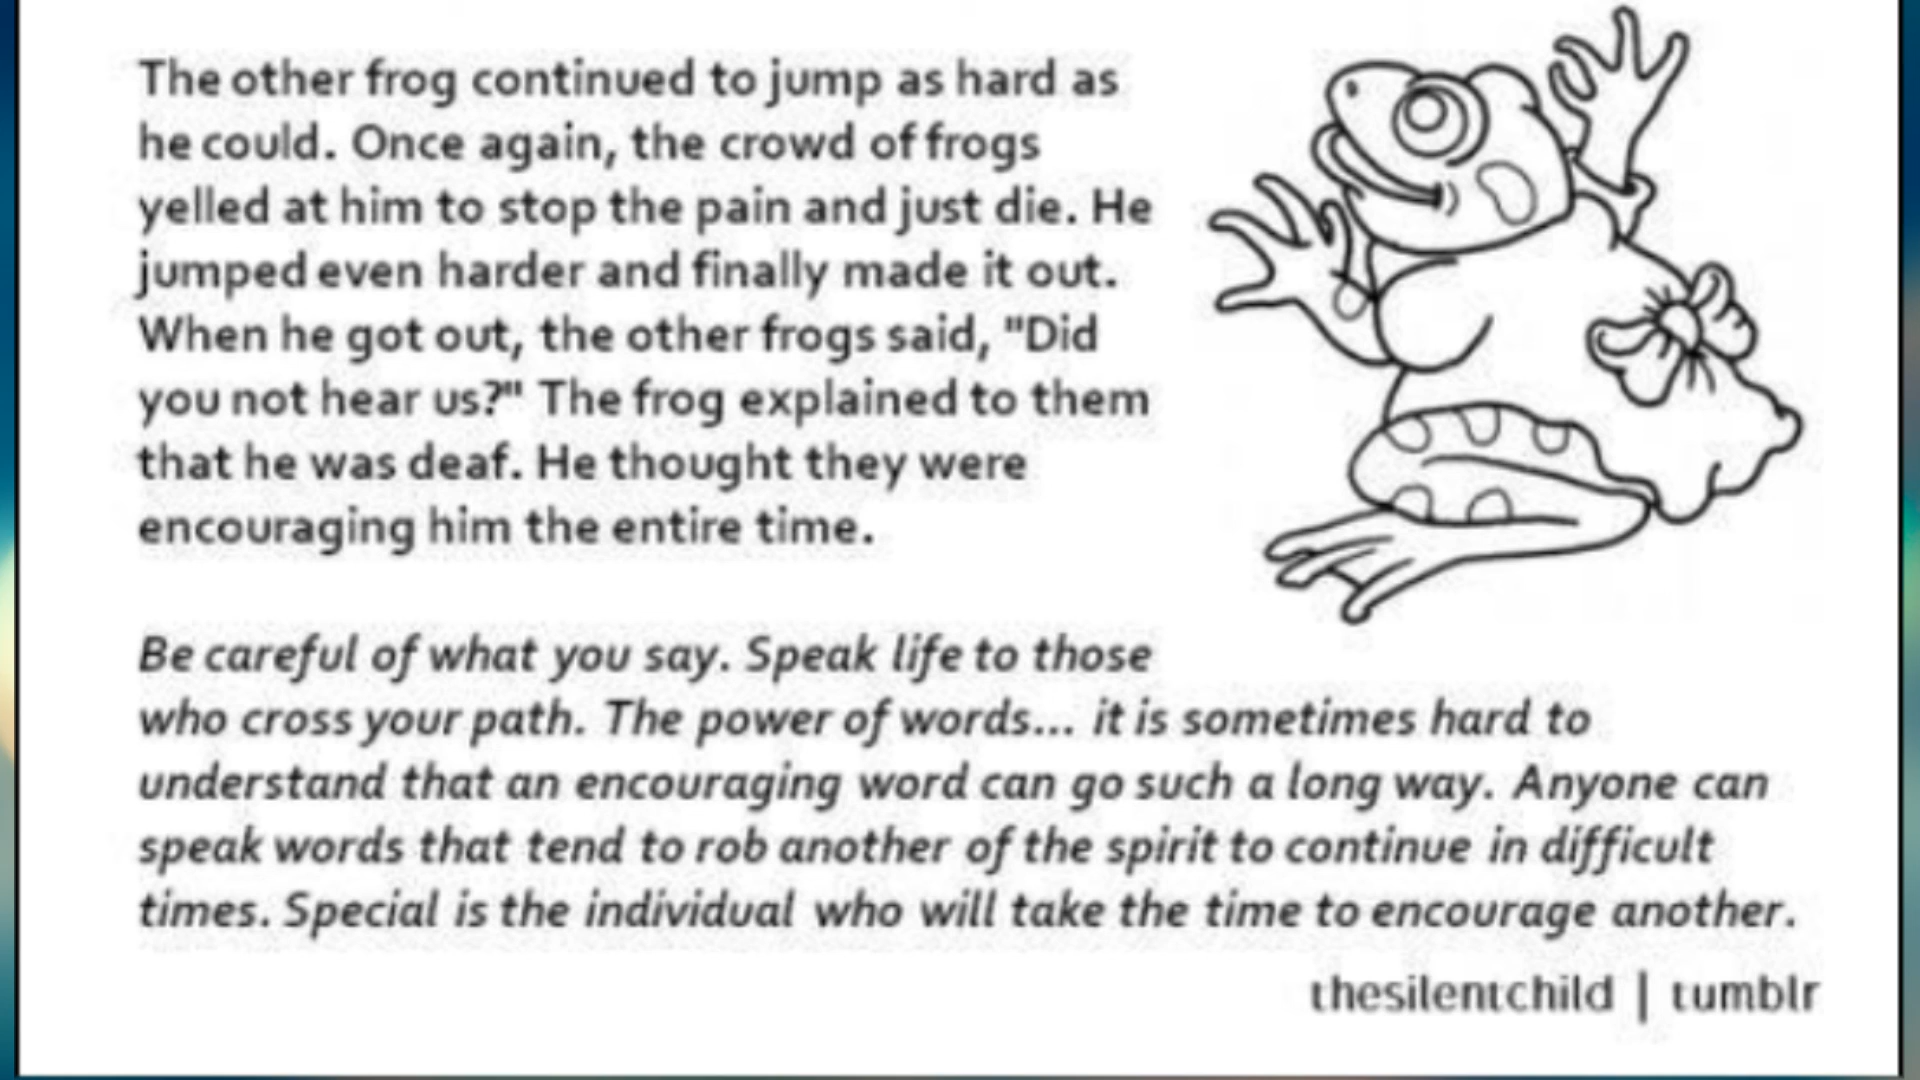 The other frog continued to jump as hard as
he could. Once again, the crowd of frogs
yelled at him to stop the pain and just die. He
jumped even harder and finally made it out.
When he got out, the other frogs said, "Did
you not hear us?" The frog explained to them
that he was deaf. He thought they were
encouraging him the entire time.
Be careful of what you say. Speak life to those
who cross your path. The power of words... it is sometimes hard to
understand that an encouraging word can go such a long way. Anyone can
speak words that tend to rob another of the spirit to continue in difficult
times. Special is the individual who will take the time to encourage another.
thesilentchild | tumblr